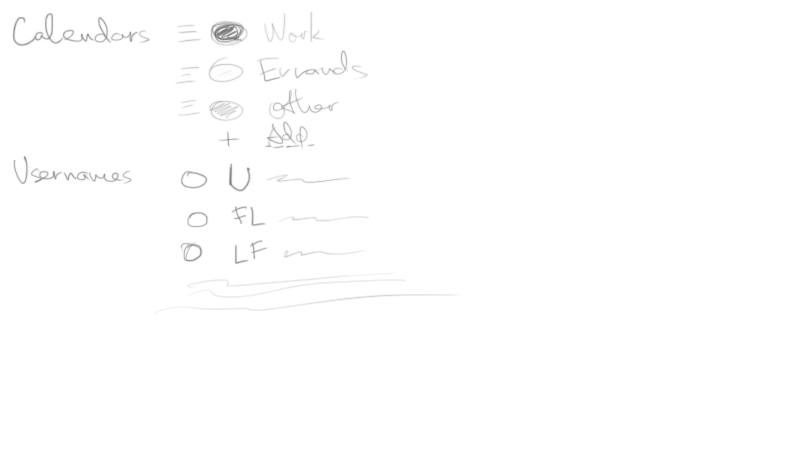 Calendars Work
Errands
other
+ Add
Usernames U
FL
LF